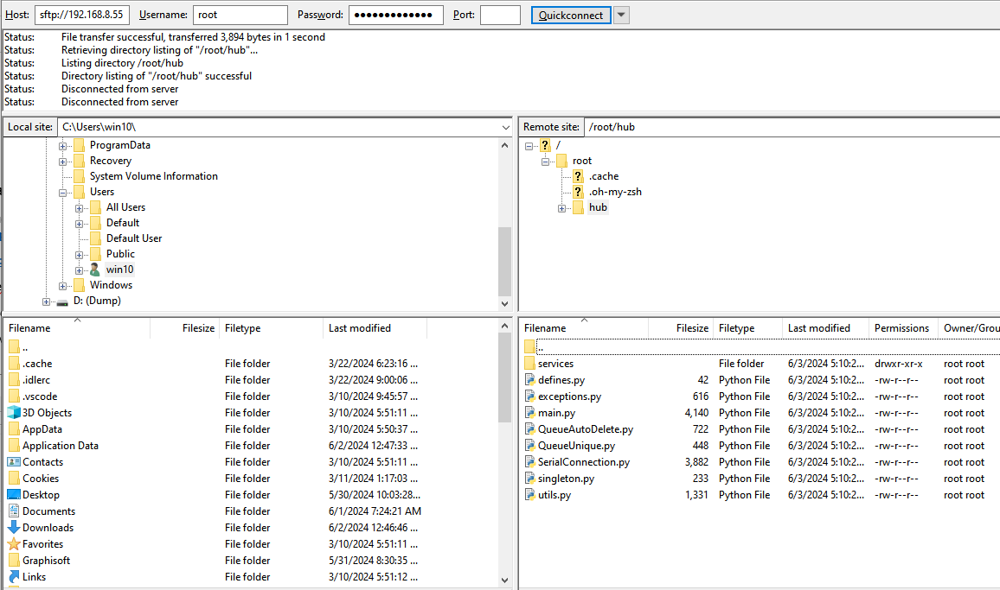 Host: sftp://192.168.8.55 Username: root Password: ●●●●●●●●●●●●● Port: Quickconnect
Status: File transfer successful, transferred 3,894 bytes in 1 second
Status: Retrieving directory listing of "/root/hub"...
Status: Listing directory /root/hub
Status: Directory listing of "/root/hub" successful
Status: Disconnected from server
Status: Disconnected from server
Local site: C:\Users\win10\
ProgramData
Recovery
System Volume Information
Users
All Users
Default
Default User
Public
win10
Windows
D: (Dump)
Remote site: /root/hub
/
root
.cache
.oh-my-zsh
hub
Filename Filesize Filetype Last modified
..
.cache File folder 3/22/2024 6:23:16 ...
.idlerc File folder 3/22/2024 9:00:06 ...
.vscode File folder 3/10/2024 9:45:57 ...
3D Objects File folder 3/10/2024 5:51:11 ...
AppData File folder 3/10/2024 5:50:37 ...
Application Data File folder 6/2/2024 12:47:33 ...
Contacts File folder 3/10/2024 5:51:11 ...
Cookies File folder 3/11/2024 1:17:03 ...
Desktop File folder 5/30/2024 10:03:28...
Documents File folder 6/1/2024 7:24:21 AM
Downloads File folder 6/2/2024 12:46:46 ...
Favorites File folder 3/10/2024 5:51:11 ...
Graphisoft File folder 5/31/2024 8:30:35 ...
Links File folder 3/10/2024 5:51:12 ...
Filename Filesize Filetype Last modified Permissions Owner/Grou
..
services File folder 6/3/2024 5:10:2... drwxr-xr-x root root
defines.py 42 Python File 6/3/2024 5:10:2... -rw-r--r-- root root
exceptions.py 616 Python File 6/3/2024 5:10:2... -rw-r--r-- root root
main.py 4,140 Python File 6/3/2024 5:10:2... -rw-r--r-- root root
QueueAutoDelete.py 722 Python File 6/3/2024 5:10:2... -rw-r--r-- root root
QueueUnique.py 448 Python File 6/3/2024 5:10:2... -rw-r--r-- root root
SerialConnection.py 3,882 Python File 6/3/2024 5:10:2... -rw-r--r-- root root
singleton.py 233 Python File 6/3/2024 5:10:2... -rw-r--r-- root root
utils.py 1,331 Python File 6/3/2024 5:10:2... -rw-r--r-- root root